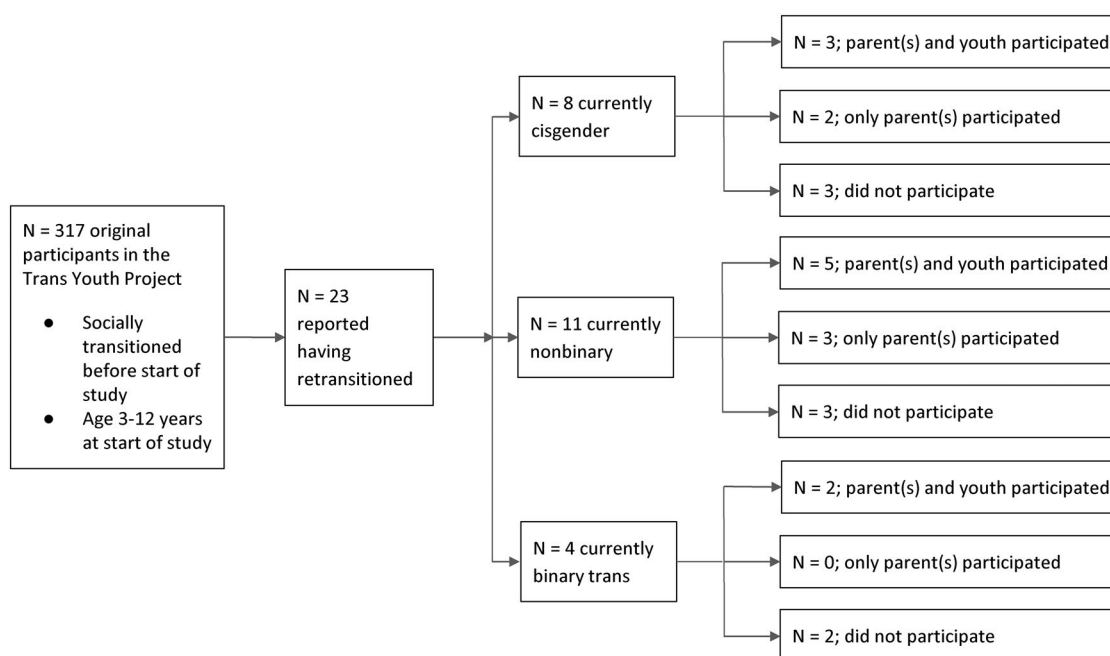 N = 317 original
participants in the
Trans Youth Project
● Socially
transitioned
before start of
study
● Age 3-12 years
at start of study
N = 23
reported
having
retransitioned
N = 8 currently
cisgender
N = 3; parent(s) and youth participated
N = 2; only parent(s) participated
N = 3; did not participate
N = 11 currently
nonbinary
N = 5; parent(s) and youth participated
N = 3; only parent(s) participated
N = 3; did not participate
N = 4 currently
binary trans
N = 2; parent(s) and youth participated
N = 0; only parent(s) participated
N = 2; did not participate